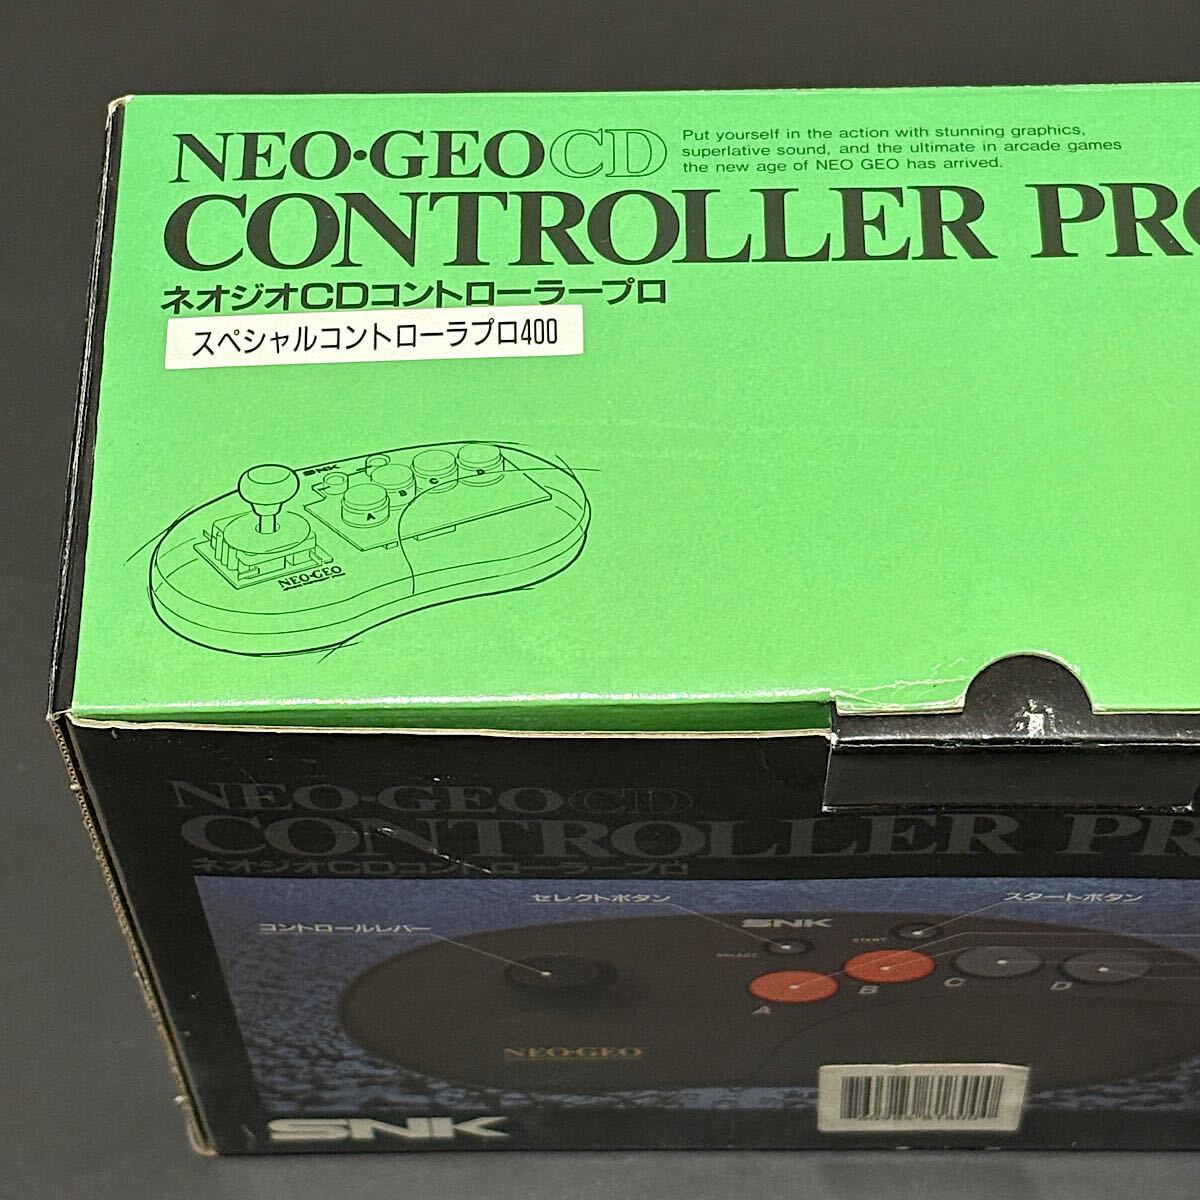 NEO·GEO CD
Put yourself in the action with stunning graphics,
superlative sound, and the ultimate in arcade games
the new age of NEO GEO has arrived.
CONTROLLER PRO
ネオジオCDコントローラープロ
スペシャルコントローラプロ400
SNK
A
B
C
D
NEO·GEO
NEO·GEO CD
CONTROLLER PR
ネオジオCDコントローラープロ
セレクトボタン
スタートボタン
コントロールレバー
SNK
SELECT
START
A
B
C
D
NEO·GEO
SNK